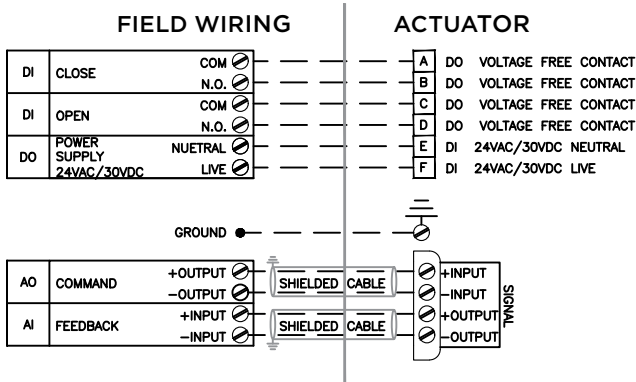 FIELD WIRING ACTUATOR
DI CLOSE COM A DO VOLTAGE FREE CONTACT
N.O. B DO VOLTAGE FREE CONTACT
DI OPEN COM C DO VOLTAGE FREE CONTACT
N.O. D DO VOLTAGE FREE CONTACT
DO POWER SUPPLY 24VAC/30VDC NUETRAL E DI 24VAC/30VDC NEUTRAL
LIVE F DI 24VAC/30VDC LIVE
GROUND
AO COMMAND +OUTPUT SHIELDED CABLE +INPUT
-OUTPUT -INPUT
AI FEEDBACK +INPUT SHIELDED CABLE +OUTPUT
-INPUT -OUTPUT
SIGNAL